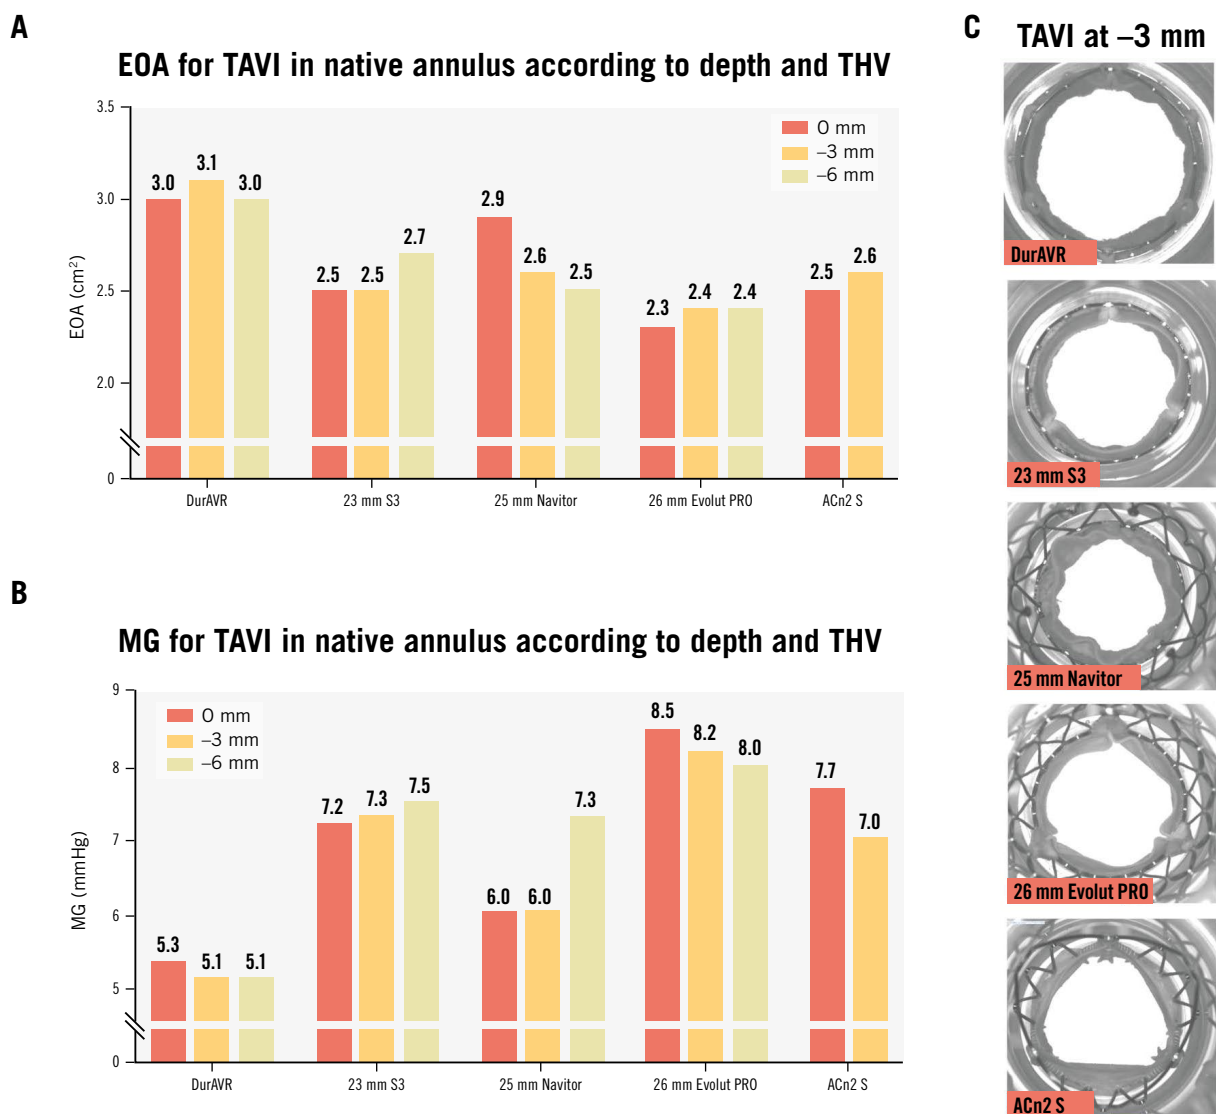 A
EOA for TAVI in native annulus according to depth and THV
3.5
3.0
2.5
2.0
0
EOA (cm²)
0 mm
–3 mm
–6 mm
3.0
3.1
3.0
2.5
2.5
2.7
2.9
2.6
2.5
2.3
2.4
2.4
2.5
2.6
DurAVR
23 mm S3
25 mm Navitor
26 mm Evolut PRO
ACn2 S
B
MG for TAVI in native annulus according to depth and THV
9
8
7
6
5
0
MG (mmHg)
0 mm
–3 mm
–6 mm
5.3
5.1
5.1
7.2
7.3
7.5
6.0
6.0
7.3
8.5
8.2
8.0
7.7
7.0
DurAVR
23 mm S3
25 mm Navitor
26 mm Evolut PRO
ACn2 S
C
TAVI at –3 mm
DurAVR
23 mm S3
25 mm Navitor
26 mm Evolut PRO
ACn2 S